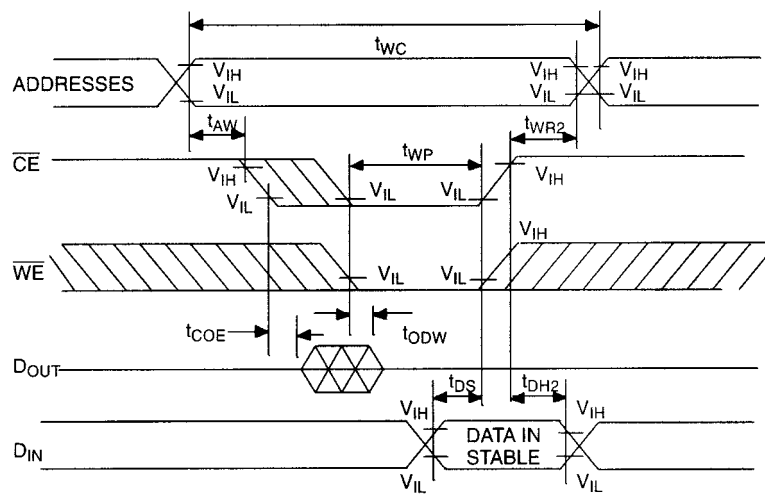 tWC
ADDRESSES VIH VIH VIH
VIL VIL VIL
tAW tWR2
CE tWP
VIH VIH
VIL VIL VIL
VIH
WE VIL VIL
tCOE tODW
DOUT
tDS tDH2
VIH VIH
DIN DATA IN
STABLE
VIL VIL